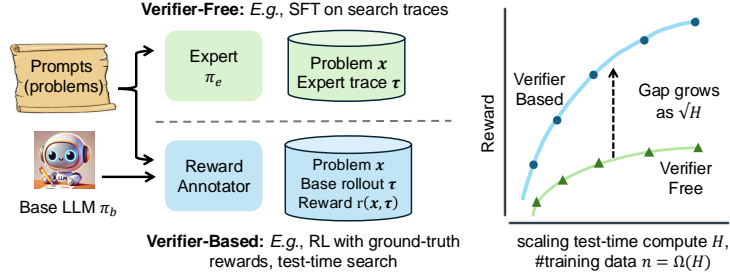 Verifier-Free: E.g., SFT on search traces
Prompts
(problems)
Expert
πe
Problem x
Expert trace τ
LLM
Base LLM πb
Reward
Annotator
Problem x
Base rollout τ
Reward r(x, τ)
Verifier-Based: E.g., RL with ground-truth
rewards, test-time search
Reward
Verifier
Based
Gap grows
as √H
Verifier
Free
scaling test-time compute H,
#training data n = Ω(H)